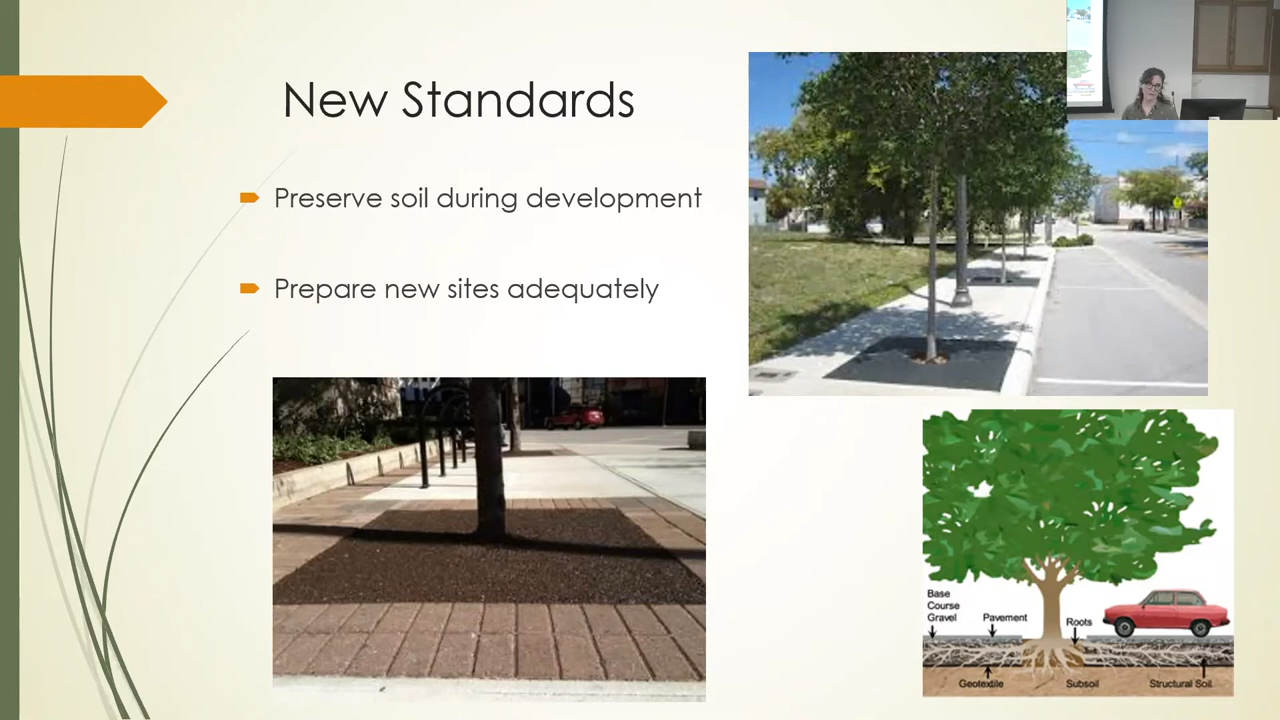 New Standards
Preserve soil during development
Prepare new sites adequately
Base
Course
Gravel
Pavement
Roots
Geotextile
Subsoil
Structural Soil